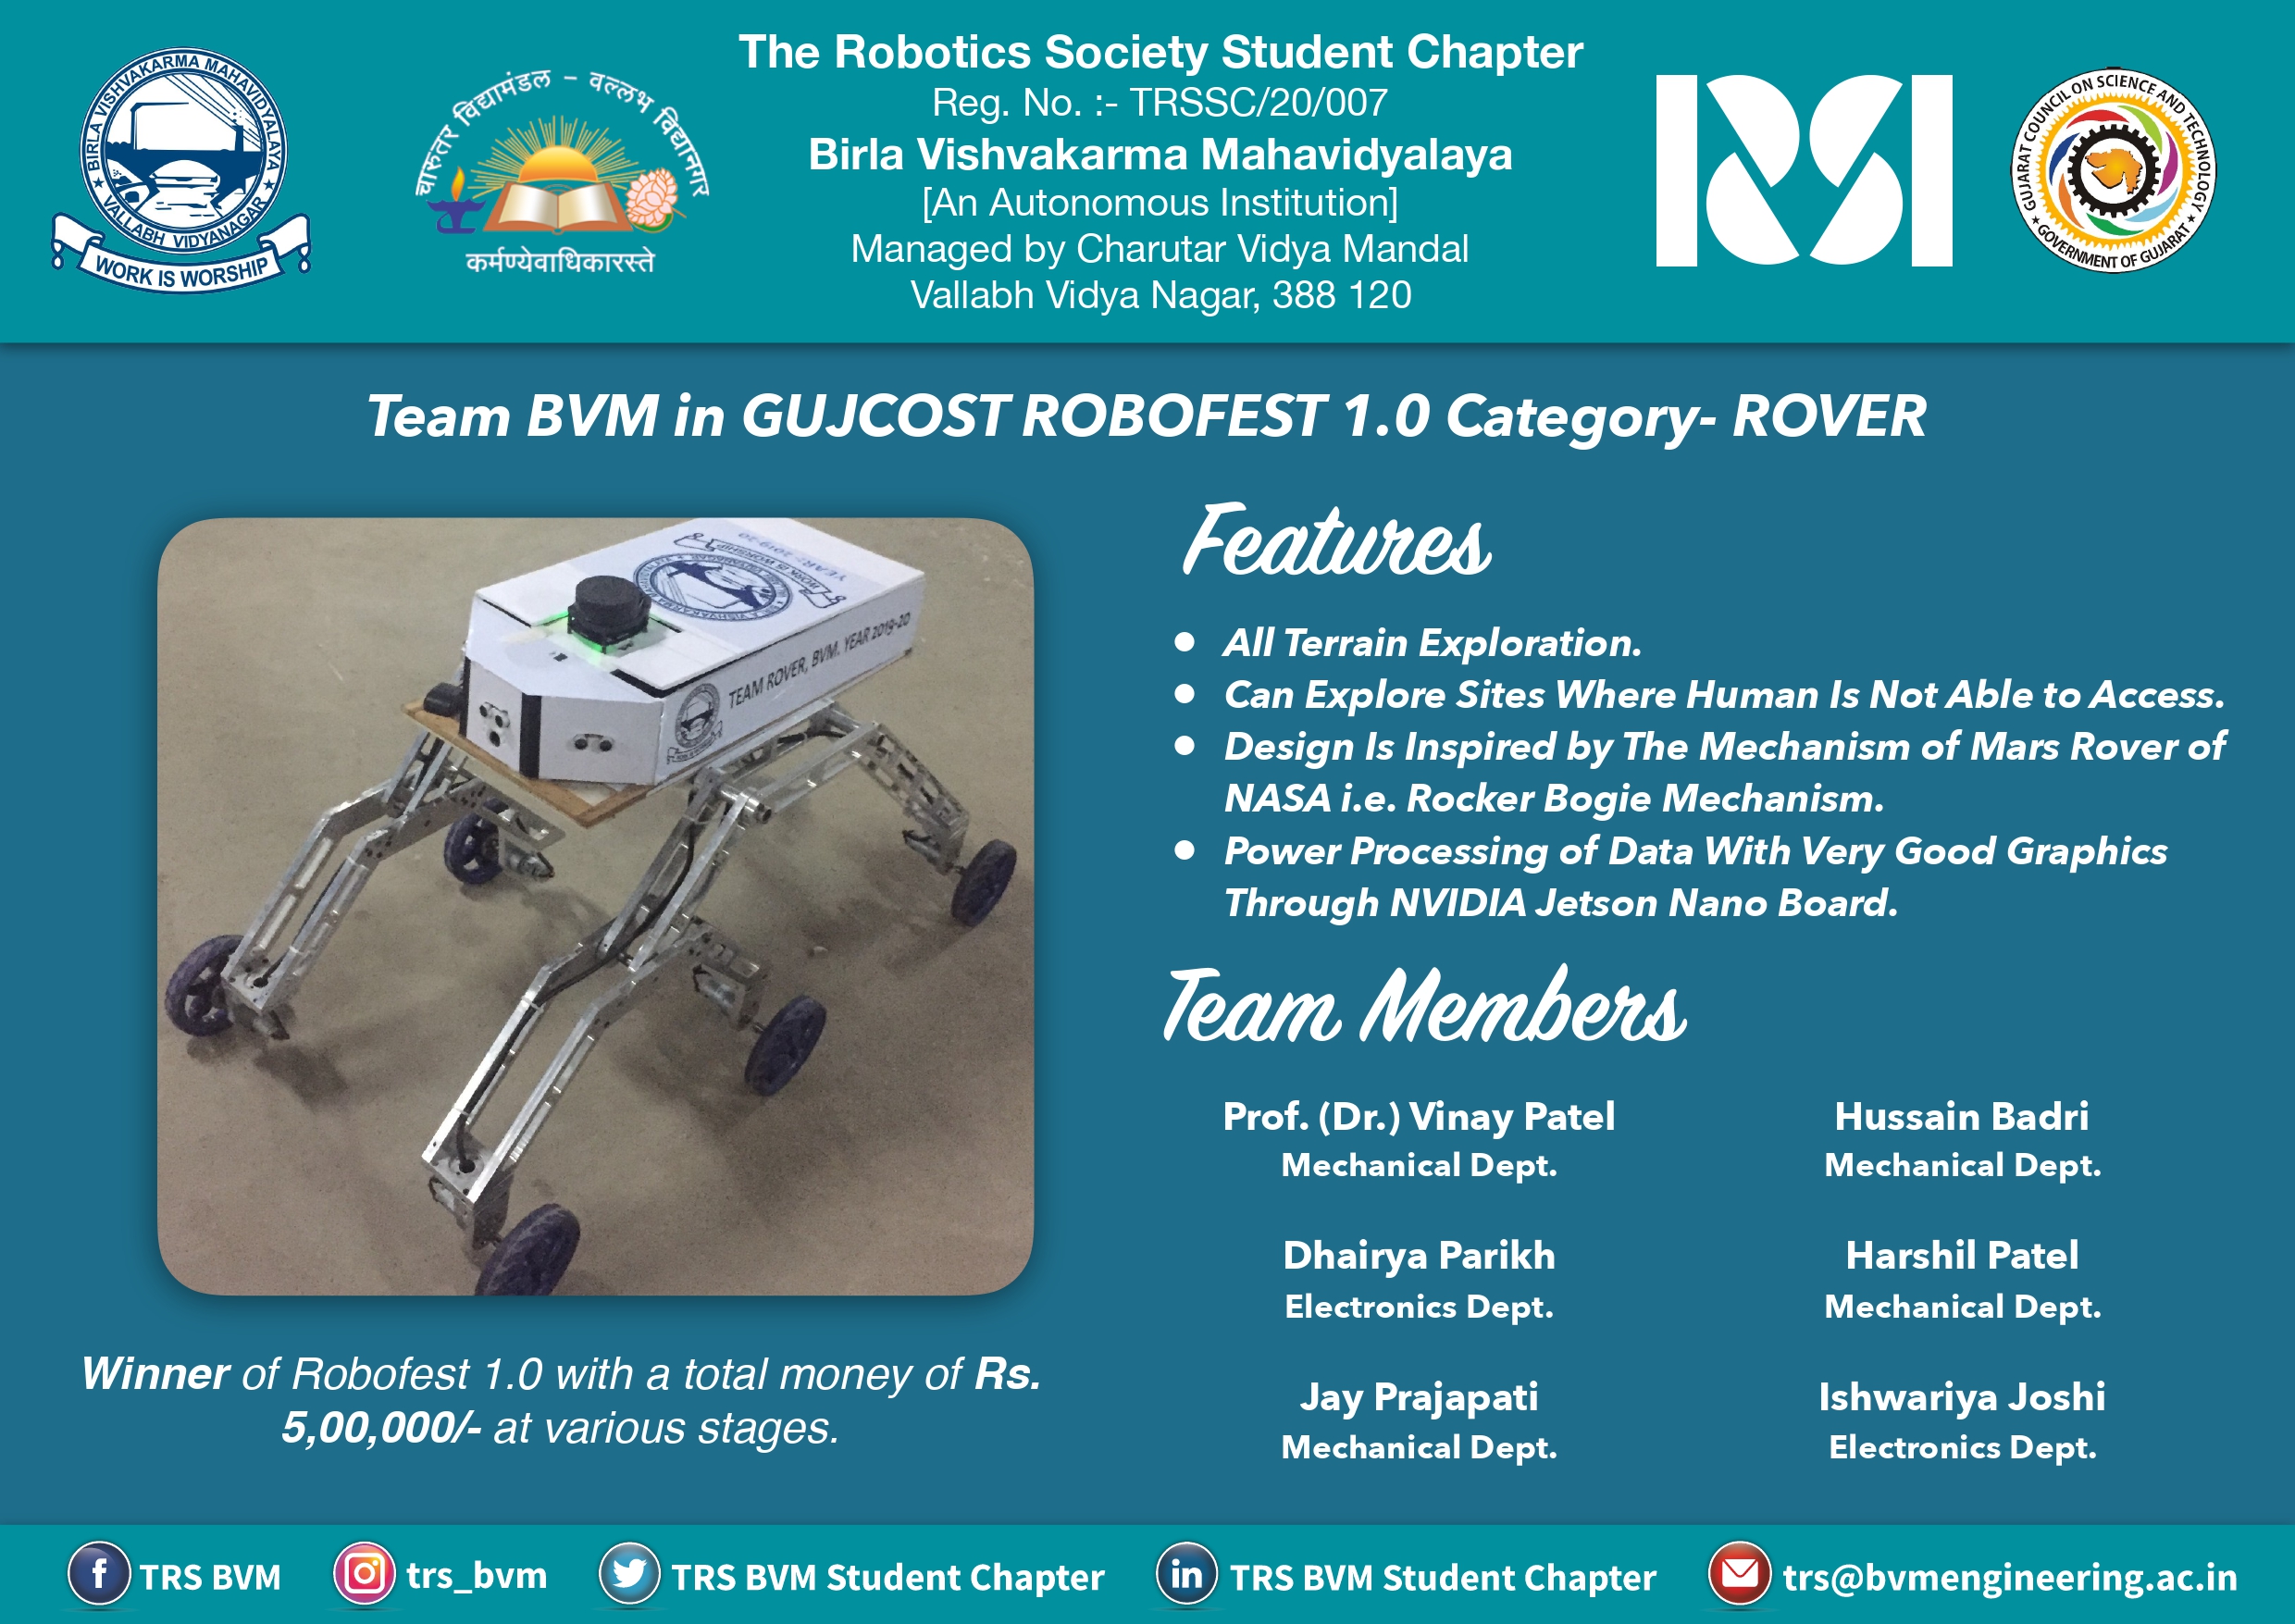 BIRLA VISHVAKARMA MAHAVIDYALAYA
★ VALLABH VIDYANAGAR ★
WORK IS WORSHIP
चारुतर विद्यामंडल – वल्लभ विद्यानगर
कर्मण्येवाधिकारस्ते
The Robotics Society Student Chapter
Reg. No. :- TRSSC/20/007
Birla Vishvakarma Mahavidyalaya
[An Autonomous Institution]
Managed by Charutar Vidya Mandal
Vallabh Vidya Nagar, 388 120
RSI
GUJARAT COUNCIL ON SCIENCE AND TECHNOLOGY
★ GOVERNMENT OF GUJARAT ★
Team BVM in GUJCOST ROBOFEST 1.0 Category- ROVER
YEAR: 2019-20
WORK IS WORSHIP
TEAM ROVER, BVM. YEAR 2019-20
Winner of Robofest 1.0 with a total money of Rs.
5,00,000/- at various stages.
Features
● All Terrain Exploration.
● Can Explore Sites Where Human Is Not Able to Access.
● Design Is Inspired by The Mechanism of Mars Rover of
NASA i.e. Rocker Bogie Mechanism.
● Power Processing of Data With Very Good Graphics
Through NVIDIA Jetson Nano Board.
Team Members
Prof. (Dr.) Vinay Patel
Mechanical Dept.
Hussain Badri
Mechanical Dept.
Dhairya Parikh
Electronics Dept.
Harshil Patel
Mechanical Dept.
Jay Prajapati
Mechanical Dept.
Ishwariya Joshi
Electronics Dept.
TRS BVM
trs_bvm
TRS BVM Student Chapter
TRS BVM Student Chapter
trs@bvmengineering.ac.in